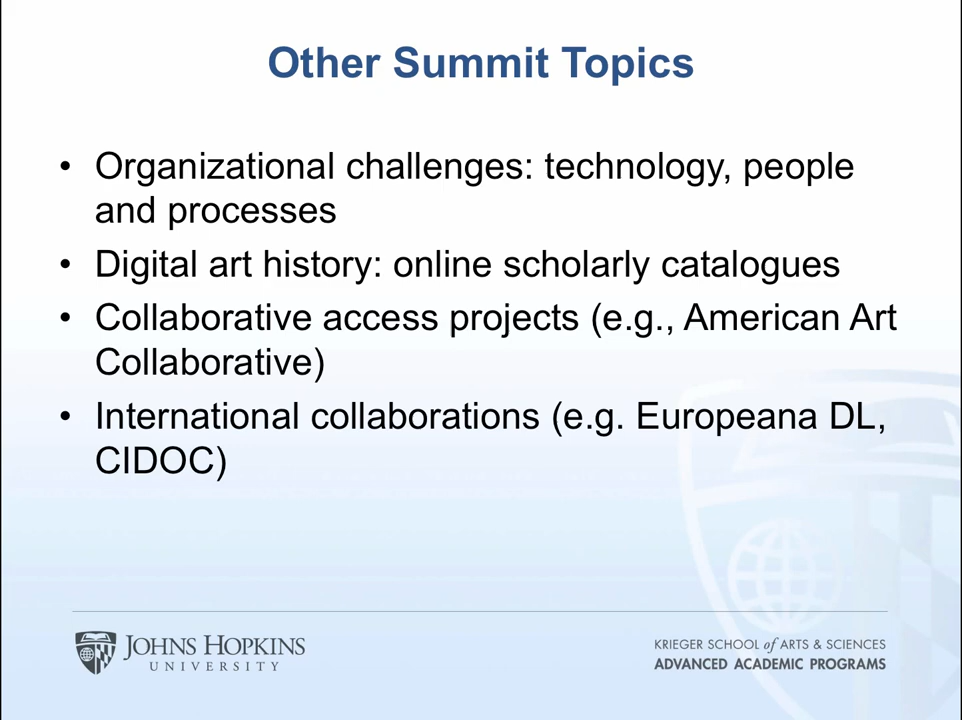 Other Summit Topics
• Organizational challenges: technology, people
and processes
• Digital art history: online scholarly catalogues
• Collaborative access projects (e.g., American Art
Collaborative)
• International collaborations (e.g. Europeana DL,
CIDOC)
JOHNS HOPKINS
UNIVERSITY
KRIEGER SCHOOL of ARTS & SCIENCES
ADVANCED ACADEMIC PROGRAMS